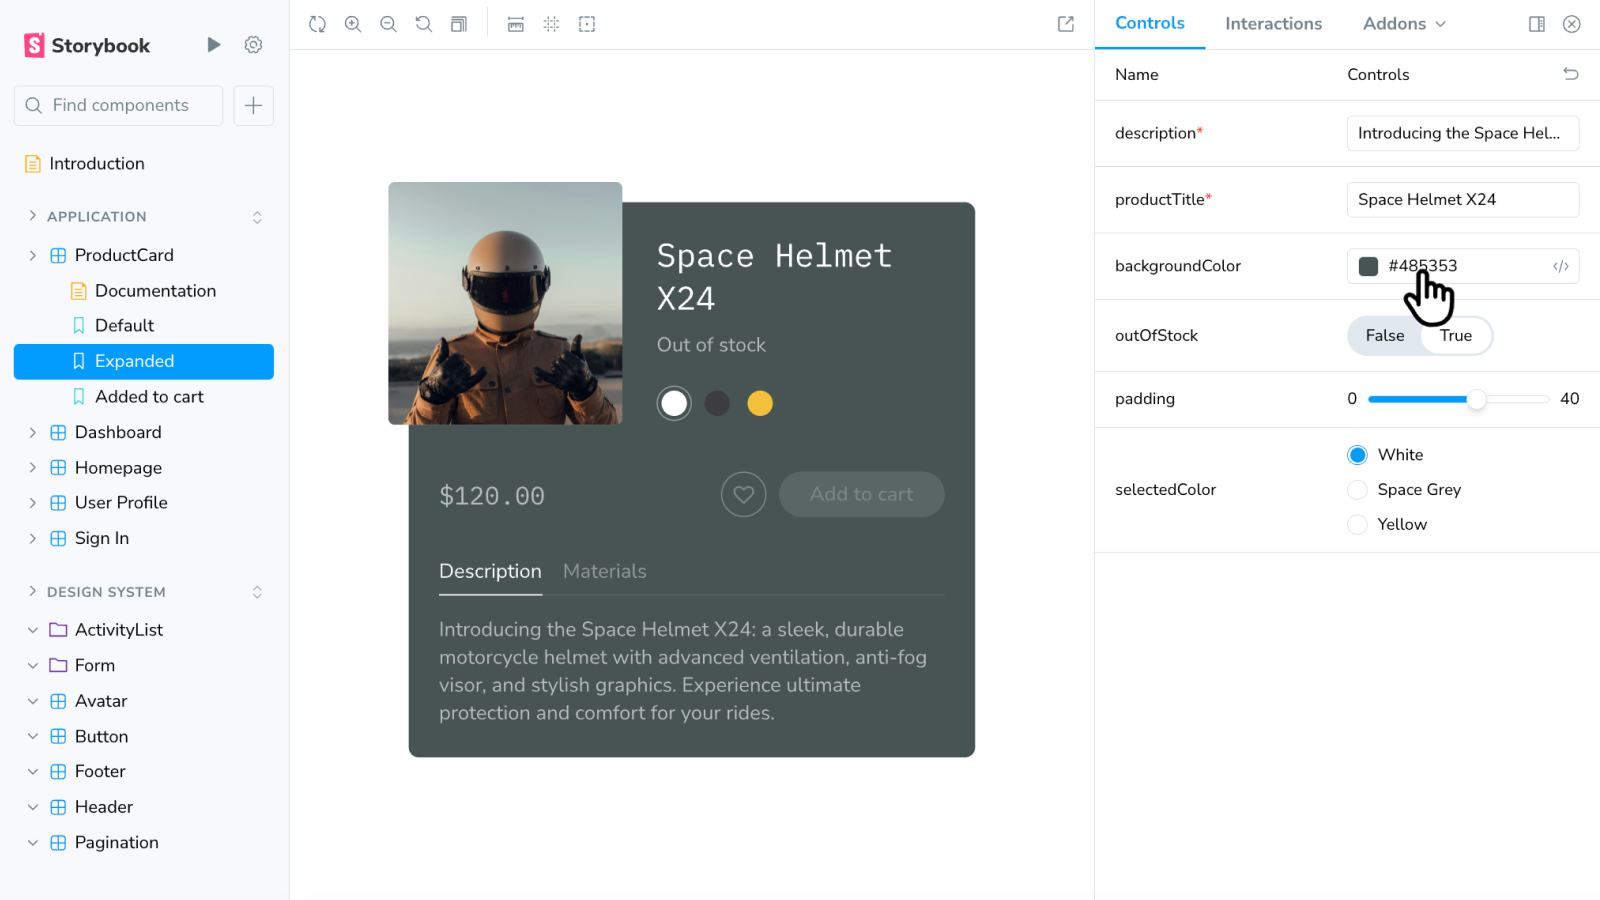 Storybook
Find components
Introduction
APPLICATION
ProductCard
Documentation
Default
Expanded
Added to cart
Dashboard
Homepage
User Profile
Sign In
DESIGN SYSTEM
ActivityList
Form
Avatar
Button
Footer
Header
Pagination
Space Helmet
X24
Out of stock
$120.00
Add to cart
Description Materials
Introducing the Space Helmet X24: a sleek, durable
motorcycle helmet with advanced ventilation, anti-fog
visor, and stylish graphics. Experience ultimate
protection and comfort for your rides.
Controls Interactions Addons
Name Controls
description* Introducing the Space Hel...
productTitle* Space Helmet X24
backgroundColor #485353
outOfStock False True
padding 0 40
selectedColor
White
Space Grey
Yellow